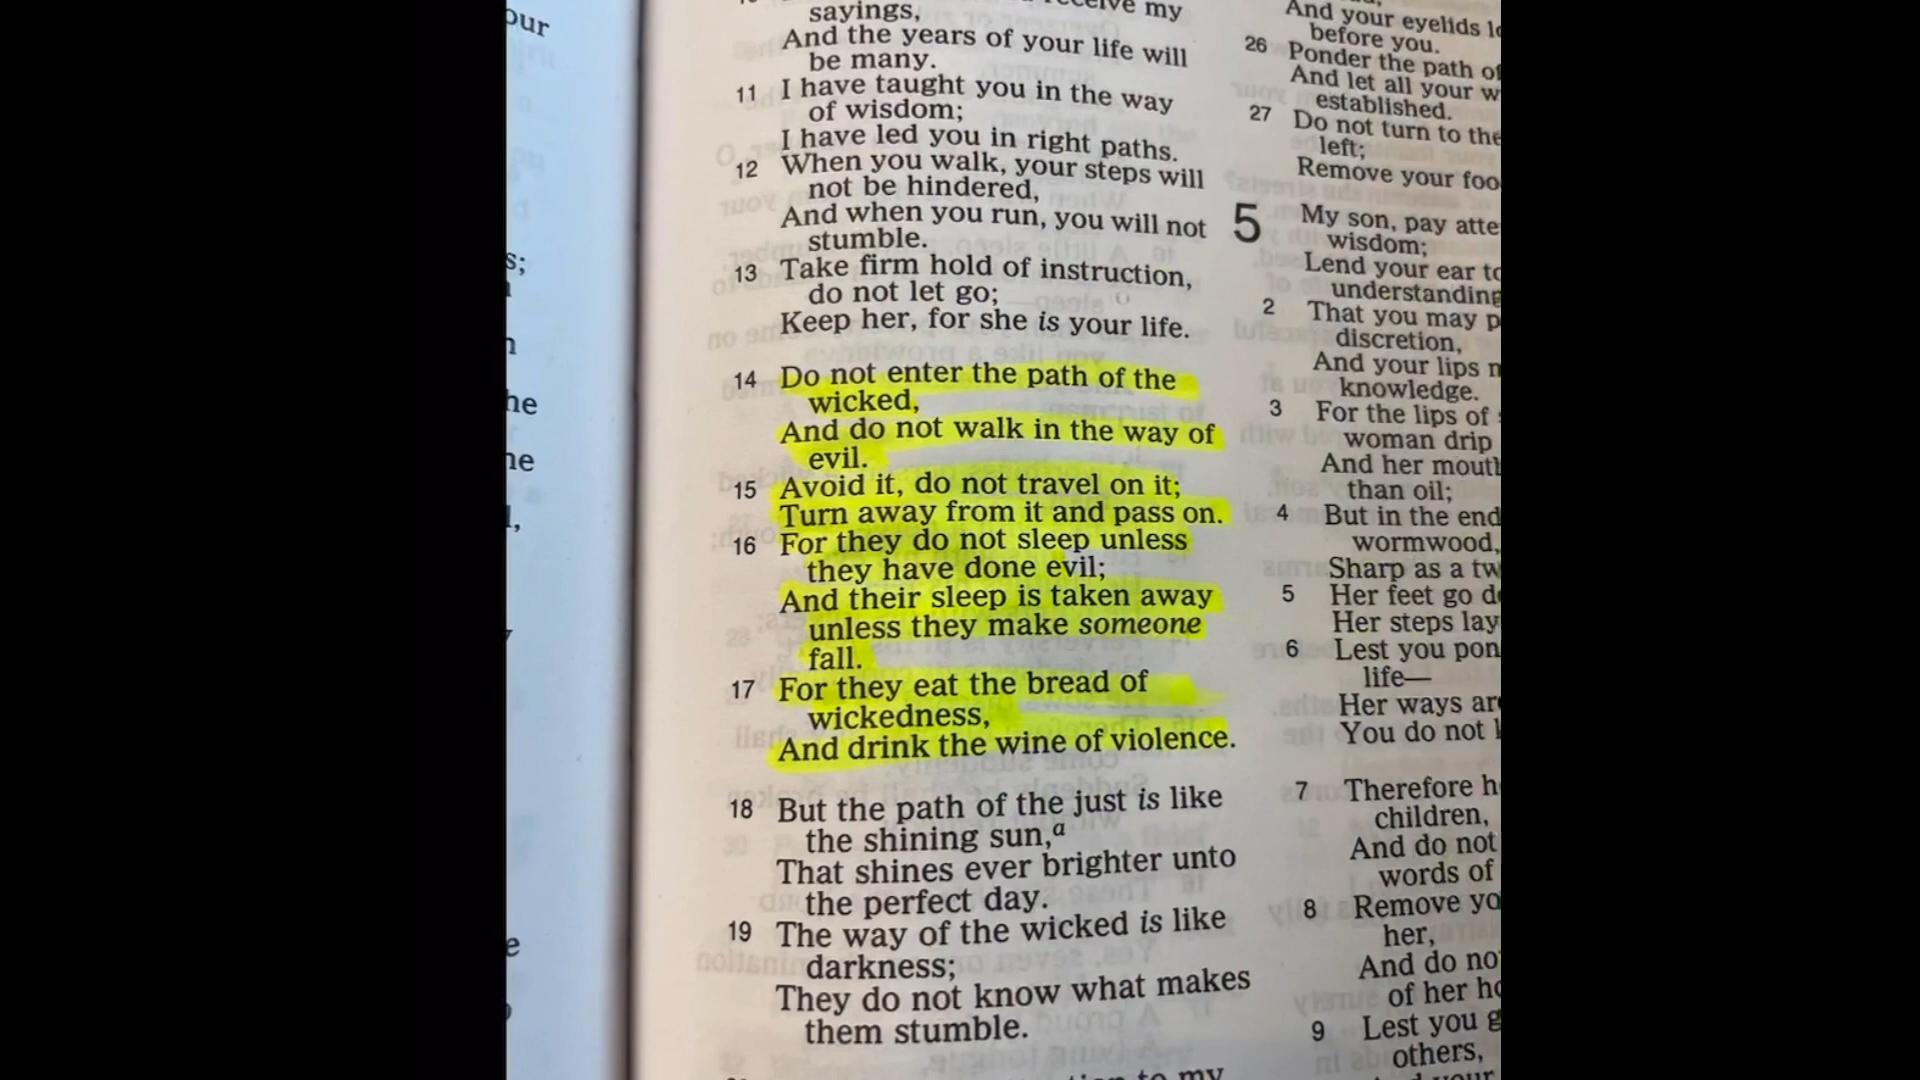 our
s;
he
he
l,
e
sayings,
And the years of your life will
be many.
11 I have taught you in the way
of wisdom;
I have led you in right paths.
12 When you walk, your steps will
not be hindered,
And when you run, you will not
stumble.
13 Take firm hold of instruction,
do not let go;
Keep her, for she is your life.
14 Do not enter the path of the
wicked,
And do not walk in the way of
evil.
15 Avoid it, do not travel on it;
Turn away from it and pass on.
16 For they do not sleep unless
they have done evil;
And their sleep is taken away
unless they make someone
fall.
17 For they eat the bread of
wickedness,
And drink the wine of violence.
18 But the path of the just is like
the shining sun,a
That shines ever brighter unto
the perfect day.
19 The way of the wicked is like
darkness;
They do not know what makes
them stumble.
to my
And your eyelids
before you.
26 Ponder the path of
And let all your w
established.
27 Do not turn to the
left;
Remove your foo
5 My son, pay atte
wisdom;
Lend your ear to
understanding
2 That you may p
discretion,
And your lips
knowledge.
3 For the lips of
woman drip
And her mouth
than oil;
4 But in the end
wormwood,
Sharp as a tw
5 Her feet go d
Her steps lay
6 Lest you pon
life—
Her ways are
You do not
7 Therefore h
children,
And do not
words of
8 Remove yo
her,
And do no
of her ho
9 Lest you g
others,